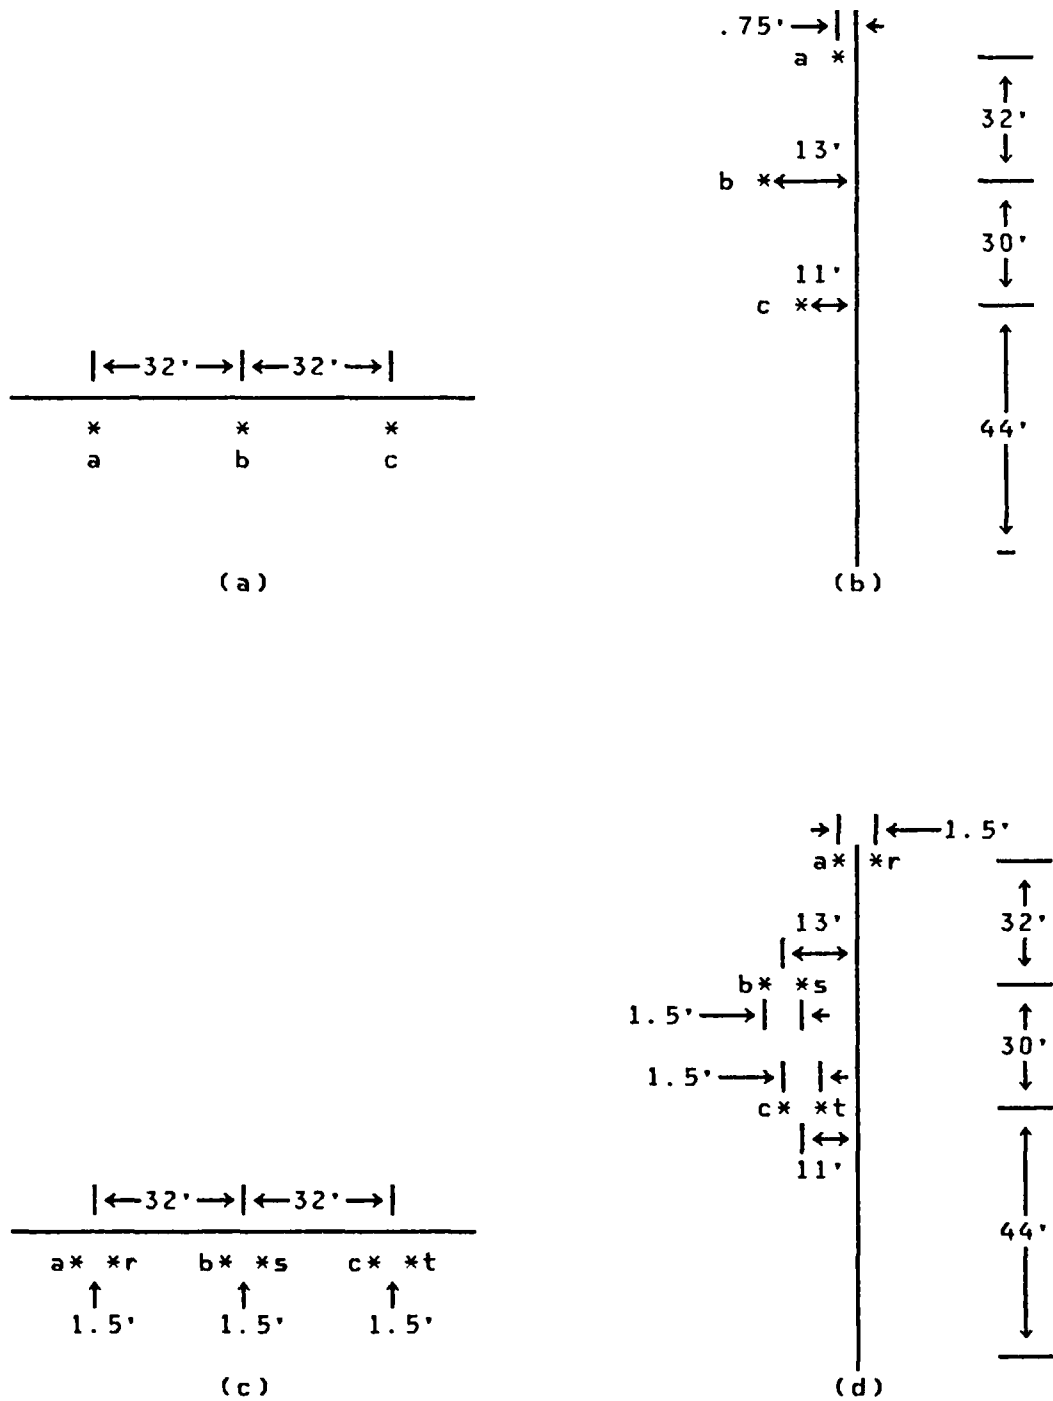 .75'
a *
32'
13'
b *
30'
11'
c *
32' 32'
* * *
a b c
44'
(a) (b)
1.5'
a* *r
13' 32'
b* *s
1.5'
30'
1.5'
c* *t
11'
32' 32'
44'
a* *r b* *s c* *t
1.5' 1.5' 1.5'
(c) (d)